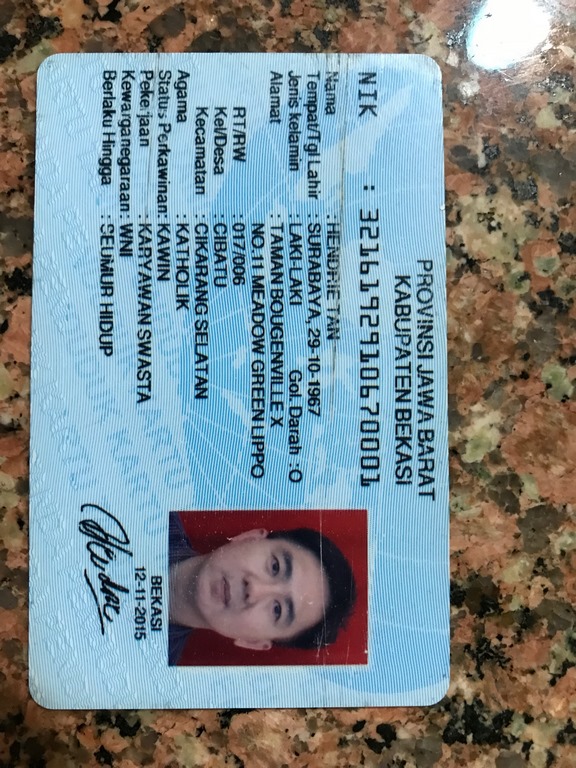 PROVINSI JAWA BARAT
KABUPATEN BEKASI
NIK : 3216192910670001
Nama : HENDRIE TAN
Tempat/Tgl Lahir : SURABAYA, 29-10-1967
Jenis kelamin : LAKI LAKI Gol. Darah : O
Alamat : TAMAN BOUGENVILLE X
NO.11 MEADOW GREEN LIPPO
RT/RW : 017/006
Kel/Desa : CIBATU
Kecamatan : CIKARANG SELATAN
Agama : KATHOLIK
Status Perkawinan: KAWIN
Pekerjaan : KARYAWAN SWASTA
Kewarganegaraan: WNI
Berlaku Hingga : SEUMUR HIDUP
BEKASI
12-11-2015